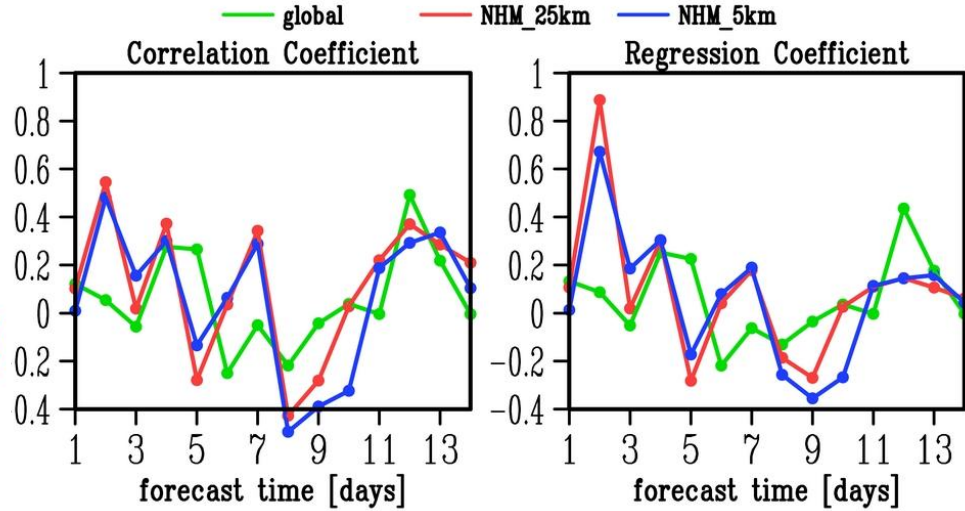 global NHM_25km NHM_5km
Correlation Coefficient
1
0.8
0.6
0.4
0.2
0
0.2
0.4
1 3 5 7 9 11 13
forecast time [days]
Regression Coefficient
1
0.8
0.6
0.4
0.2
0
−0.2
−0.4
1 3 5 7 9 11 13
forecast time [days]